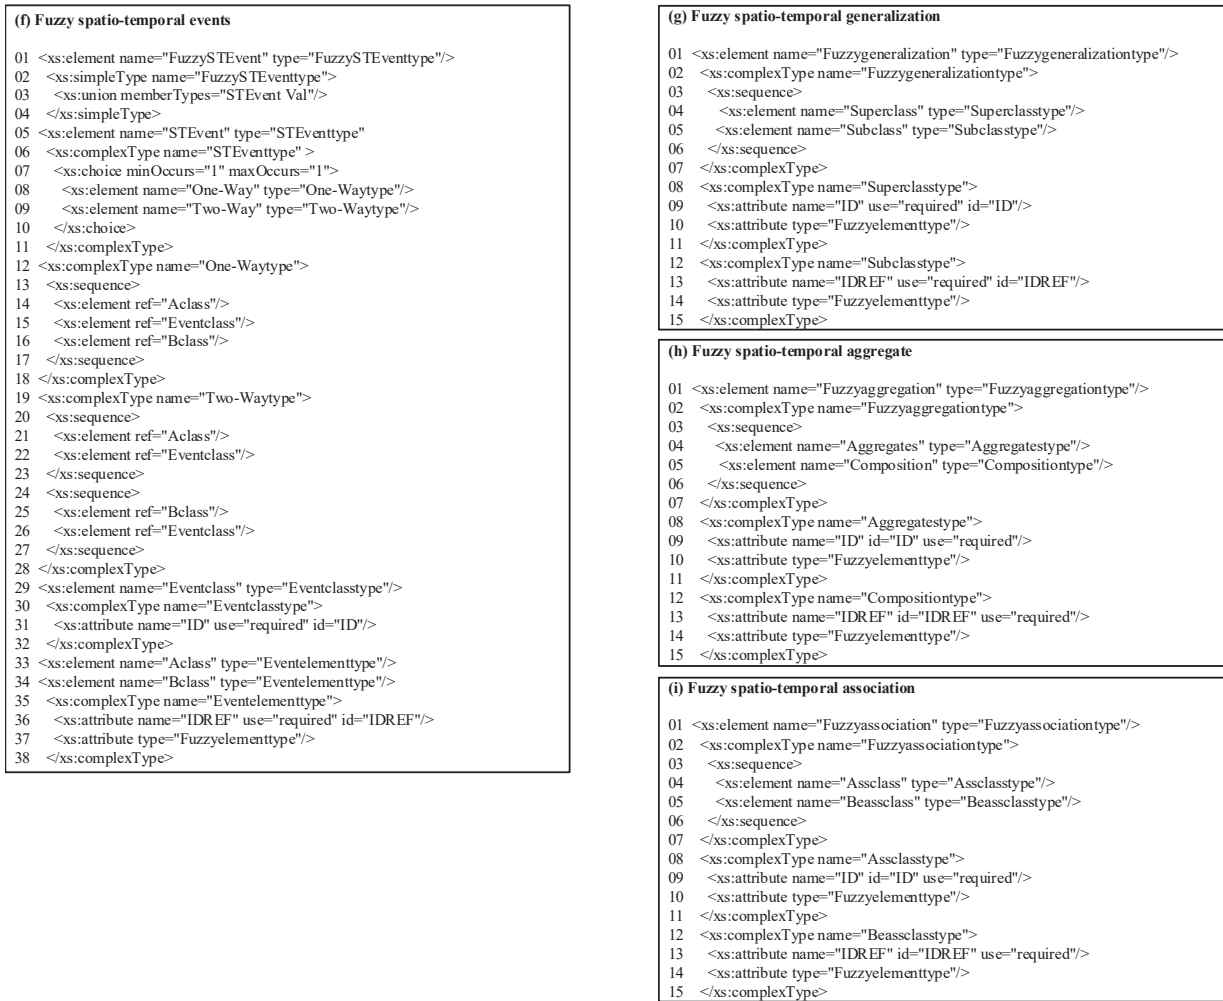 (f) Fuzzy spatio-temporal events
01 <xs:element name="FuzzySTEvent" type="FuzzySTEventtype"/>
02 <xs:simpleType name="FuzzySTEventtype">
03 <xs:union memberTypes="STEvent Val"/>
04 </xs:simpleType>
05 <xs:element name="STEvent" type="STEventtype"
06 <xs:complexType name="STEventtype" >
07 <xs:choice minOccurs="1" maxOccurs="1">
08 <xs:element name="One-Way" type="One-Waytype"/>
09 <xs:element name="Two-Way" type="Two-Waytype"/>
10 </xs:choice>
11 </xs:complexType>
12 <xs:complexType name="One-Waytype">
13 <xs:sequence>
14 <xs:element ref="Aclass"/>
15 <xs:element ref="Eventclass"/>
16 <xs:element ref="Bclass"/>
17 </xs:sequence>
18 </xs:complexType>
19 <xs:complexType name="Two-Waytype">
20 <xs:sequence>
21 <xs:element ref="Aclass"/>
22 <xs:element ref="Eventclass"/>
23 </xs:sequence>
24 <xs:sequence>
25 <xs:element ref="Bclass"/>
26 <xs:element ref="Eventclass"/>
27 </xs:sequence>
28 </xs:complexType>
29 <xs:element name="Eventclass" type="Eventclasstype"/>
30 <xs:complexType name="Eventclasstype">
31 <xs:attribute name="ID" use="required" id="ID"/>
32 </xs:complexType>
33 <xs:element name="Aclass" type="Eventelementtype"/>
34 <xs:element name="Bclass" type="Eventelementtype"/>
35 <xs:complexType name="Eventelementtype">
36 <xs:attribute name="IDREF" use="required" id="IDREF"/>
37 <xs:attribute type="Fuzzyelementtype"/>
38 </xs:complexType>
(g) Fuzzy spatio-temporal generalization
01 <xs:element name="Fuzzygeneralization" type="Fuzzygeneralizationtype"/>
02 <xs:complexType name="Fuzzygeneralizationtype">
03 <xs:sequence>
04 <xs:element name="Superclass" type="Superclasstype"/>
05 <xs:element name="Subclass" type="Subclasstype"/>
06 </xs:sequence>
07 </xs:complexType>
08 <xs:complexType name="Superclasstype">
09 <xs:attribute name="ID" use="required" id="ID"/>
10 <xs:attribute type="Fuzzyelementtype"/>
11 </xs:complexType>
12 <xs:complexType name="Subclasstype">
13 <xs:attribute name="IDREF" use="required" id="IDREF"/>
14 <xs:attribute type="Fuzzyelementtype"/>
15 </xs:complexType>
(h) Fuzzy spatio-temporal aggregate
01 <xs:element name="Fuzzyaggregation" type="Fuzzyaggregationtype"/>
02 <xs:complexType name="Fuzzyaggregationtype">
03 <xs:sequence>
04 <xs:element name="Aggregates" type="Aggregatestype"/>
05 <xs:element name="Composition" type="Compositiontype"/>
06 </xs:sequence>
07 </xs:complexType>
08 <xs:complexType name="Aggregatestype">
09 <xs:attribute name="ID" id="ID" use="required"/>
10 <xs:attribute type="Fuzzyelementtype"/>
11 </xs:complexType>
12 <xs:complexType name="Compositiontype">
13 <xs:attribute name="IDREF" id="IDREF" use="required"/>
14 <xs:attribute type="Fuzzyelementtype"/>
15 </xs:complexType>
(i) Fuzzy spatio-temporal association
01 <xs:element name="Fuzzyassociation" type="Fuzzyassociationtype"/>
02 <xs:complexType name="Fuzzyassociationtype">
03 <xs:sequence>
04 <xs:element name="Assclass" type="Assclasstype"/>
05 <xs:element name="Beassclass" type="Beassclasstype"/>
06 </xs:sequence>
07 </xs:complexType>
08 <xs:complexType name="Assclasstype">
09 <xs:attribute name="ID" id="ID" use="required"/>
10 <xs:attribute type="Fuzzyelementtype"/>
11 </xs:complexType>
12 <xs:complexType name="Beassclasstype">
13 <xs:attribute name="IDREF" id="IDREF" use="required"/>
14 <xs:attribute type="Fuzzyelementtype"/>
15 </xs:complexType>